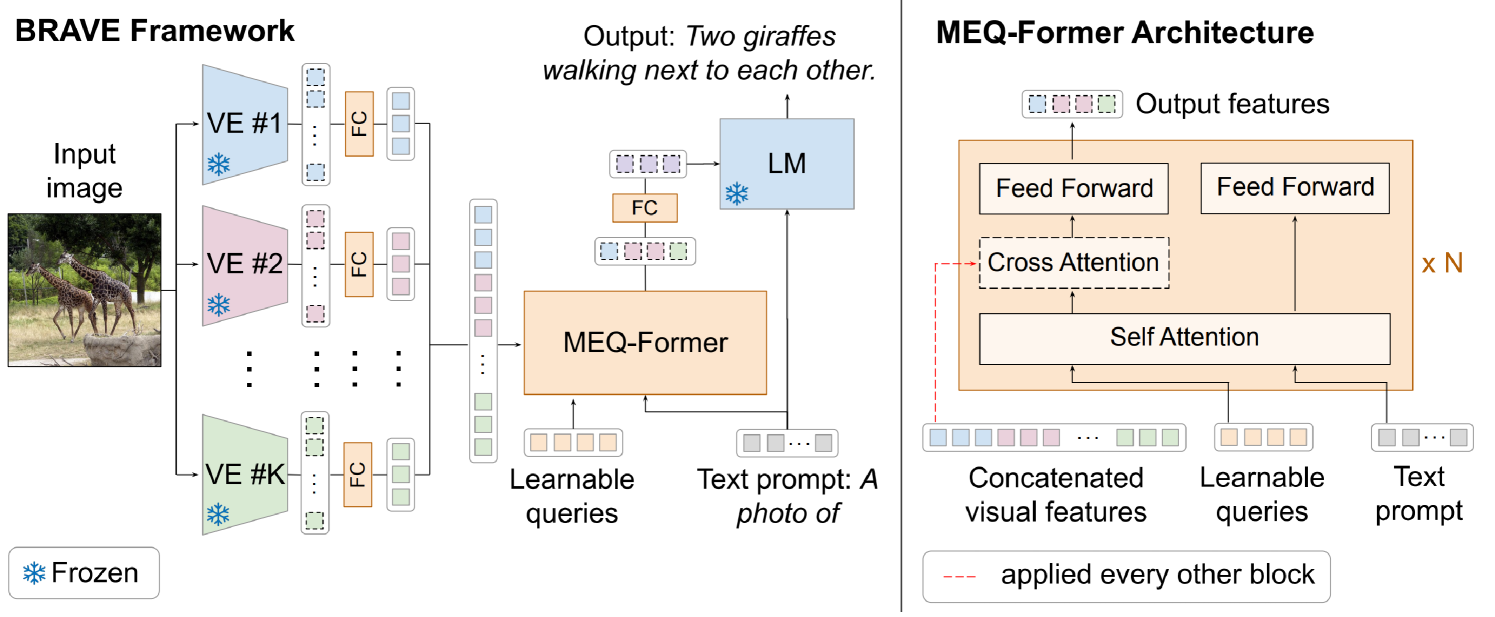 BRAVE Framework
Output: Two giraffes
walking next to each other.
Input
image
VE #1
FC
VE #2
FC
VE #K
FC
LM
FC
MEQ-Former
Learnable
queries
Text prompt: A
photo of
Frozen
MEQ-Former Architecture
Output features
Feed Forward
Feed Forward
Cross Attention
x N
Self Attention
Concatenated
visual features
Learnable
queries
Text
prompt
applied every other block